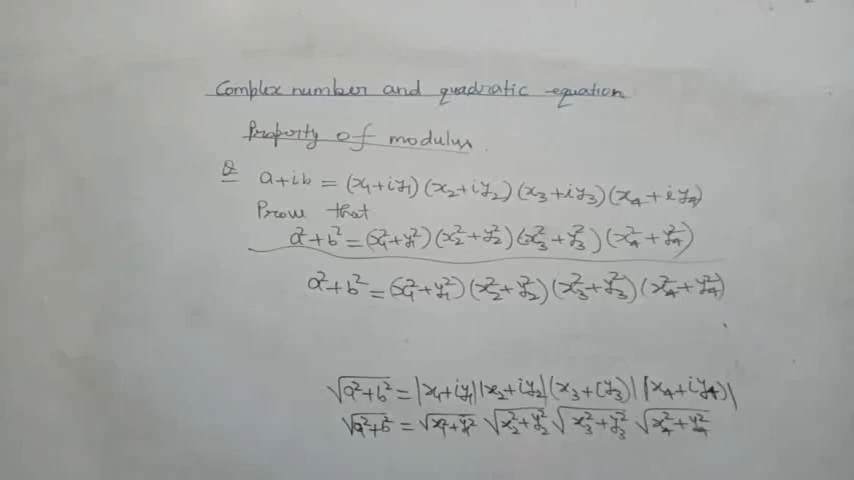 Complex number and quadratic equation
Property of modulus.
Q a+ib = (x₁+iy₁)(x₂+iy₂)(x₃+iy₃)(x₄+iy₄)
Prove that
a²+b² = (x₁²+y₁²)(x₂²+y₂²)(x₃²+y₃²)(x₄²+y₄²)
a²+b² = (x₁²+y₁²)(x₂²+y₂²)(x₃²+y₃²)(x₄²+y₄²)
√a²+b² = |x₁+iy₁||x₂+iy₂|(x₃+iy₃)||x₄+iy₄)|
√a²+b² = √x₁²+y₁² √x₂²+y₂² √x₃²+y₃² √x₄²+y₄²